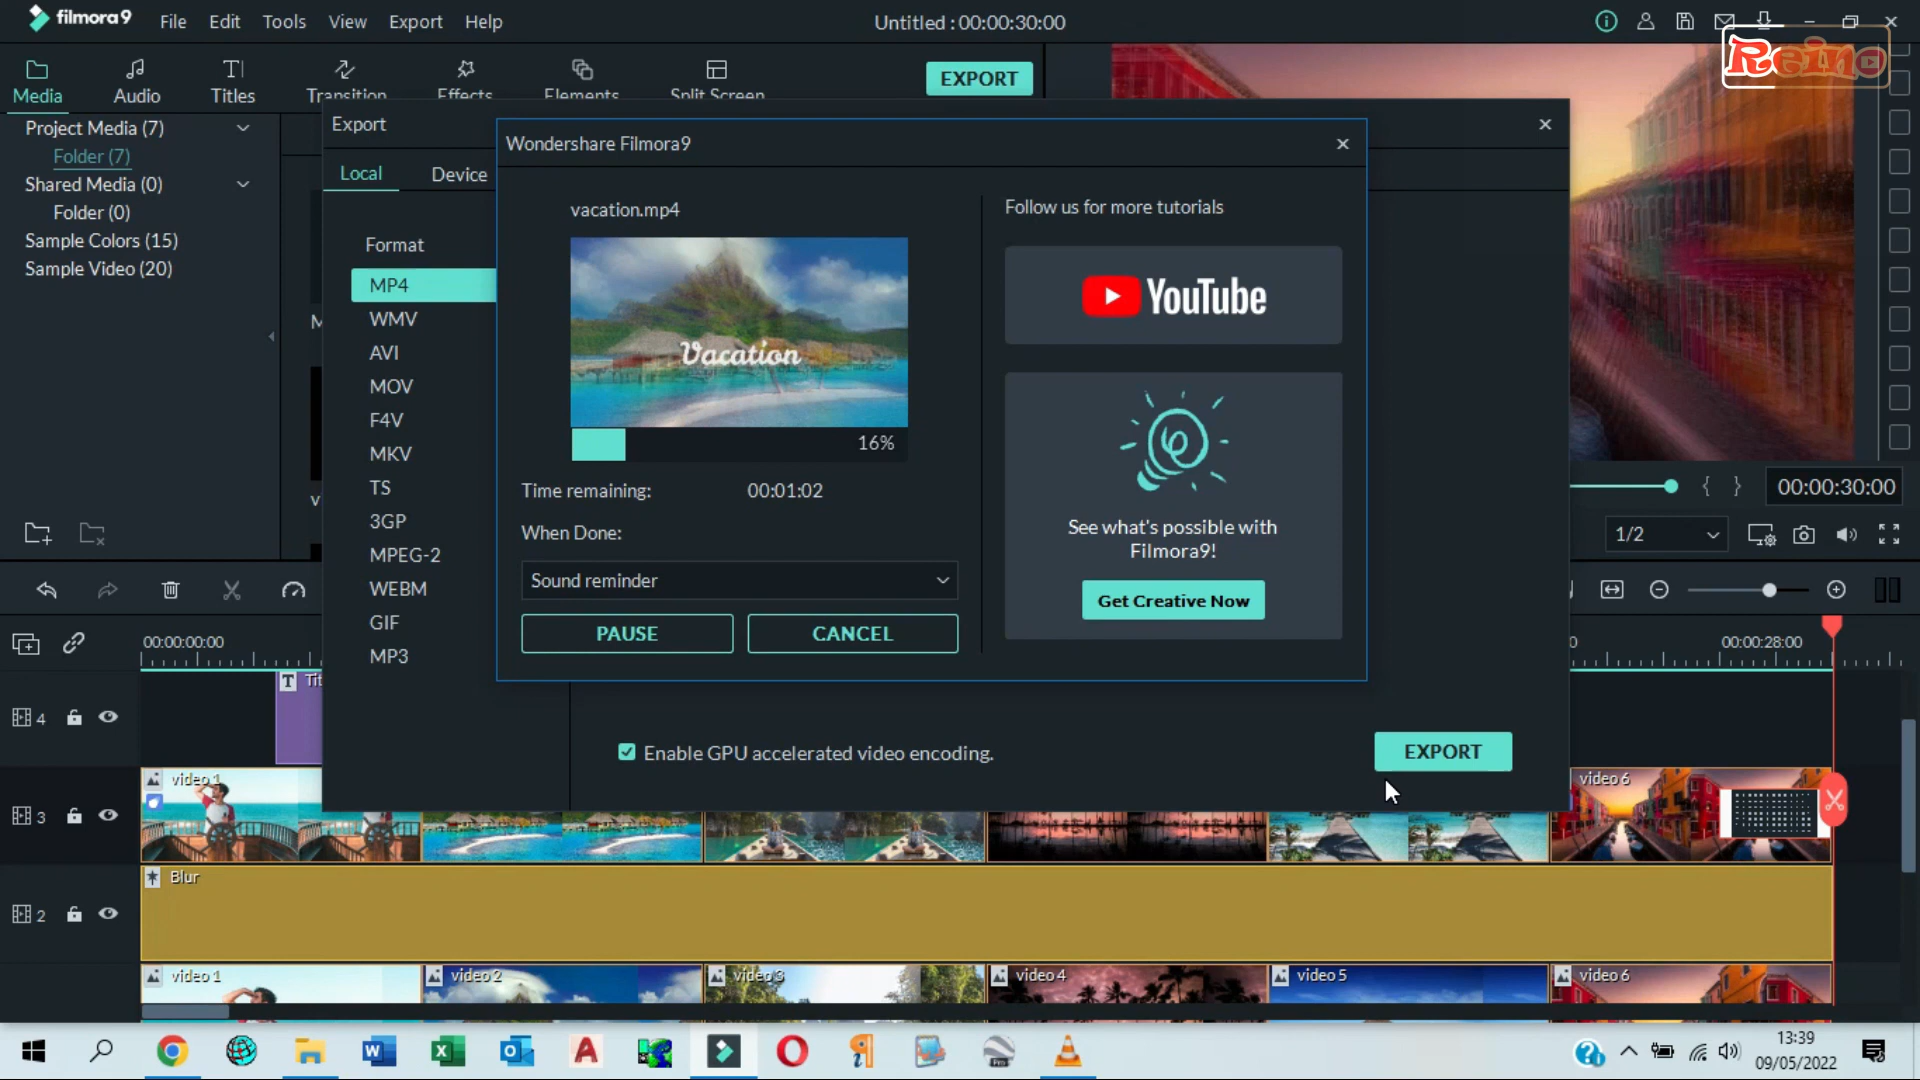 filmora9
File Edit Tools View Export Help
Untitled : 00:00:30:00
Reino
Media Audio Titles Transition Effects Elements Split Screen
EXPORT
Project Media (7)
Folder (7)
Shared Media (0)
Folder (0)
Sample Colors (15)
Sample Video (20)
Export
Local Device
Format
MP4
WMV
AVI
MOV
F4V
MKV
TS
3GP
MPEG-2
WEBM
GIF
MP3
Wondershare Filmora9
vacation.mp4
Vacation
16%
Time remaining: 00:01:02
When Done:
Sound reminder
PAUSE CANCEL
Follow us for more tutorials
YouTube
See what's possible with
Filmora9!
Get Creative Now
Enable GPU accelerated video encoding.
EXPORT
{ } 00:00:30:00
1/2
00:00:00:00
00:00:28:00
4
T Tit
3
video 1
video 6
2
Blur
video 1 video 2 video 3 video 4 video 5 video 6
13:39
09/05/2022